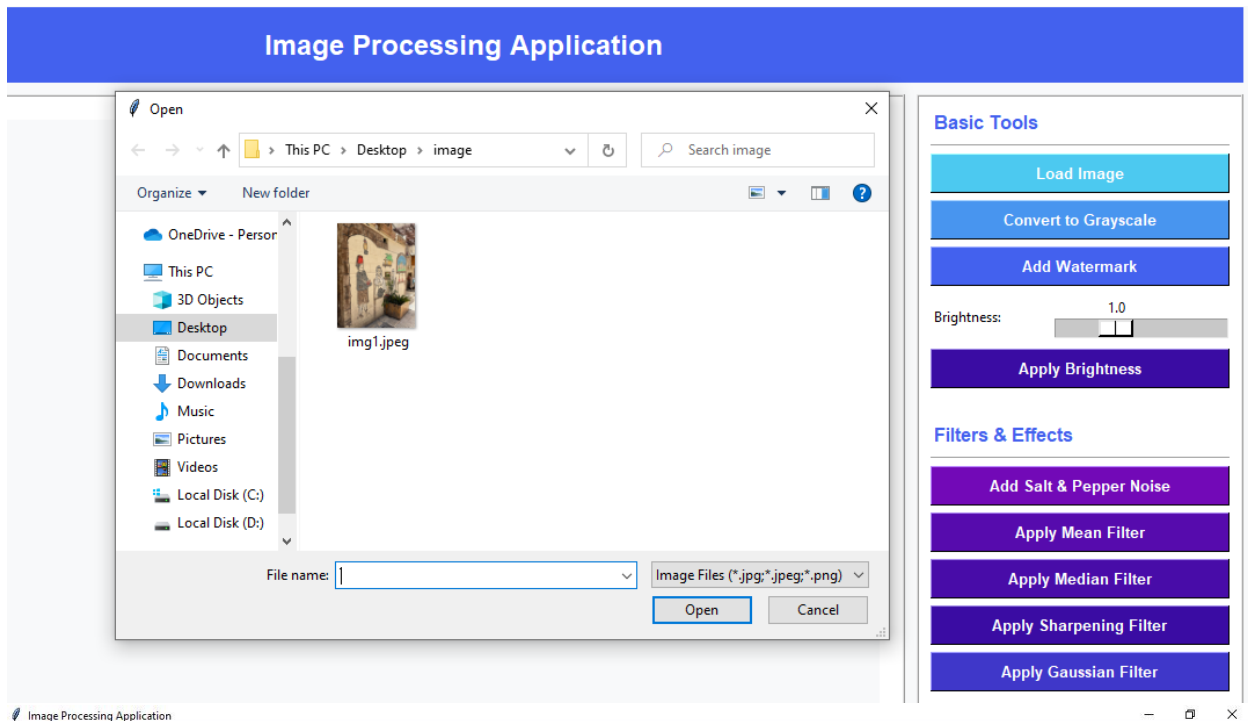 Image Processing Application
Open
This PC > Desktop > image
Search image
Organize
New folder
OneDrive - Person
This PC
3D Objects
Desktop
Documents
Downloads
Music
Pictures
Videos
Local Disk (C:)
Local Disk (D:)
img1.jpeg
File name:
Image Files (*.jpg;*.jpeg;*.png)
Open
Cancel
Basic Tools
Load Image
Convert to Grayscale
Add Watermark
Brightness:
1.0
Apply Brightness
Filters & Effects
Add Salt & Pepper Noise
Apply Mean Filter
Apply Median Filter
Apply Sharpening Filter
Apply Gaussian Filter
Image Processing Application